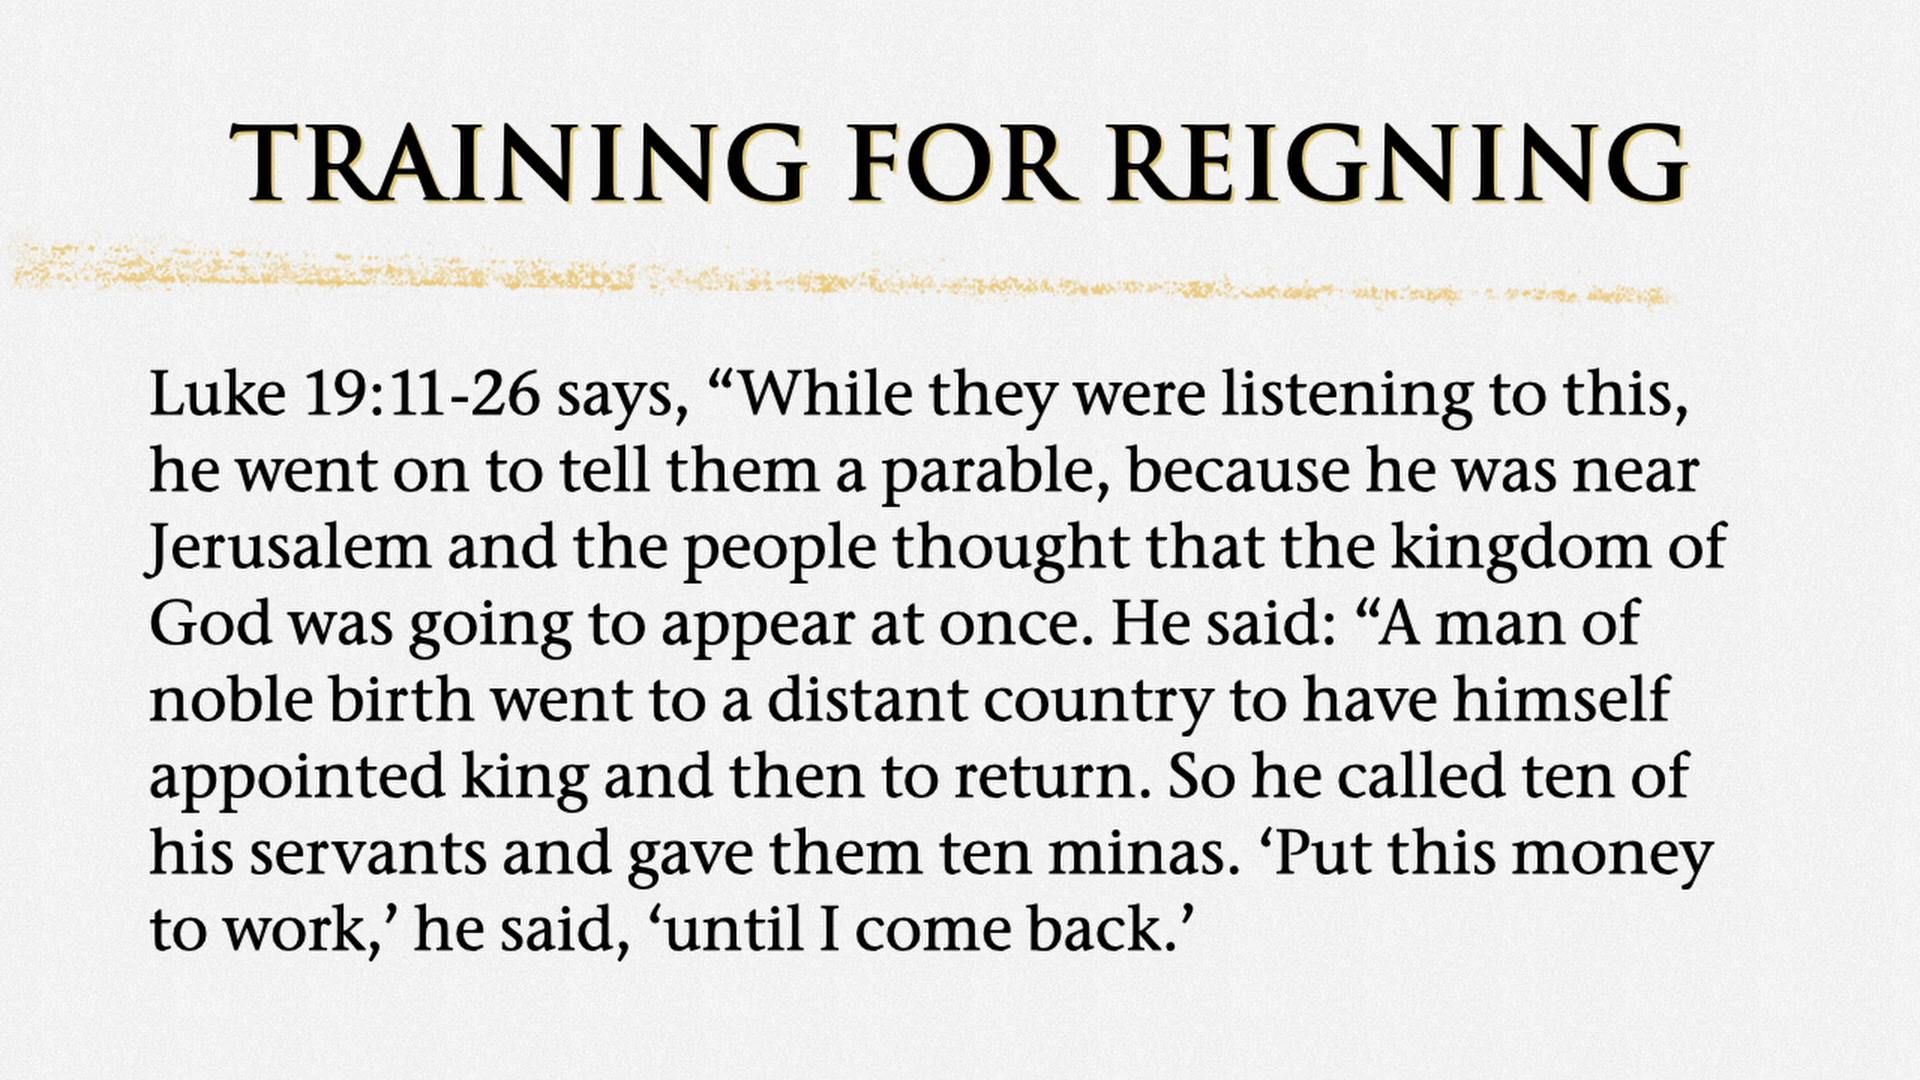 TRAINING FOR REIGNING
Luke 19:11-26 says, “While they were listening to this,
he went on to tell them a parable, because he was near
Jerusalem and the people thought that the kingdom of
God was going to appear at once. He said: “A man of
noble birth went to a distant country to have himself
appointed king and then to return. So he called ten of
his servants and gave them ten minas. ‘Put this money
to work,’ he said, ‘until I come back.’